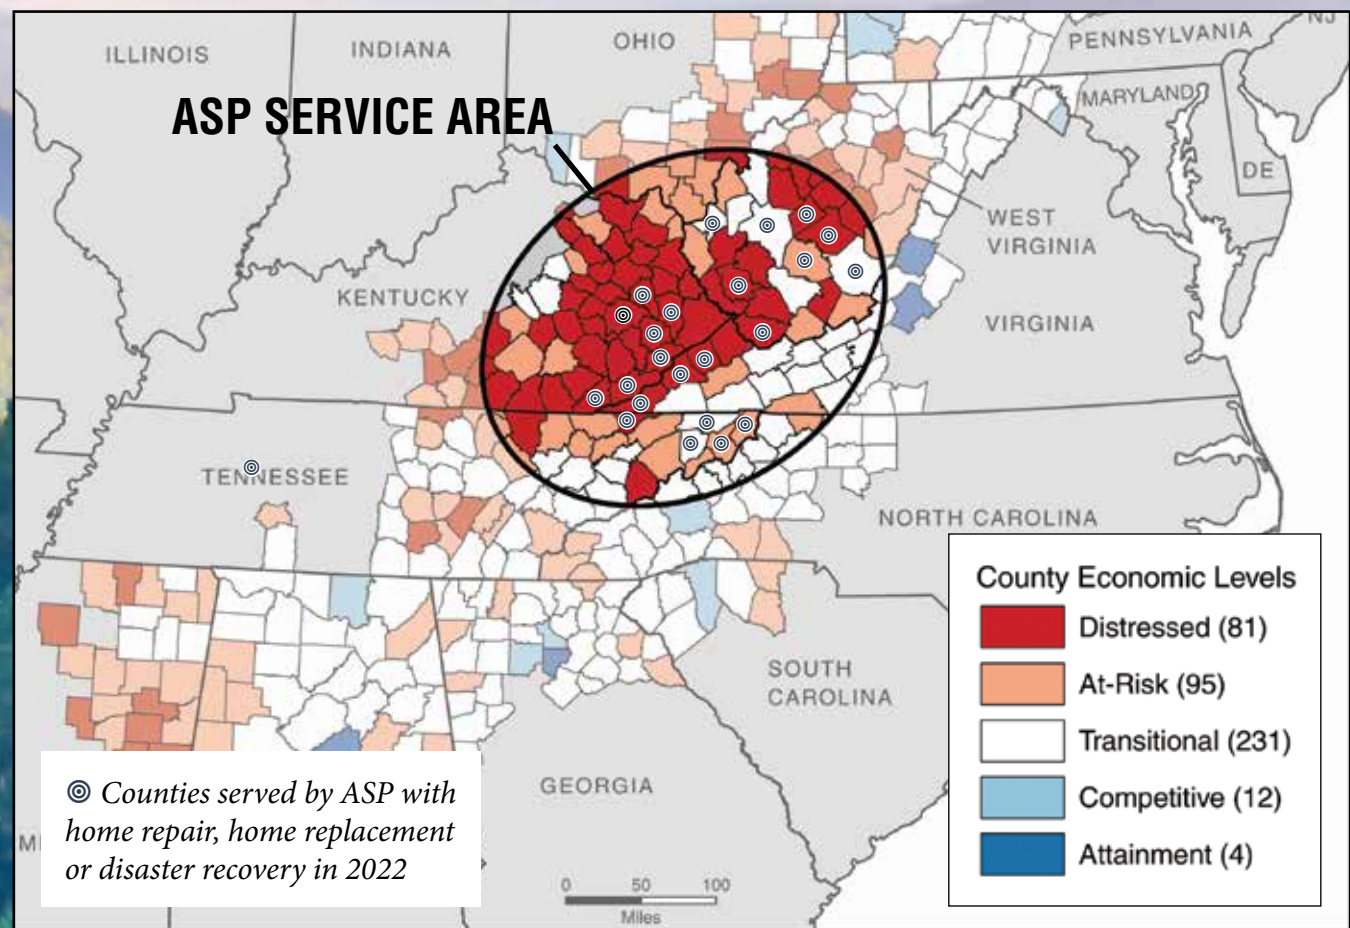 ILLINOIS
INDIANA
OHIO
PENNSYLVANIA
NJ
MARYLAND
DE
ASP SERVICE AREA
WEST
VIRGINIA
KENTUCKY
VIRGINIA
TENNESSEE
NORTH CAROLINA
SOUTH
CAROLINA
GEORGIA
County Economic Levels
Distressed (81)
At-Risk (95)
Transitional (231)
Competitive (12)
Attainment (4)
Counties served by ASP with
home repair, home replacement
or disaster recovery in 2022
0 50 100
Miles